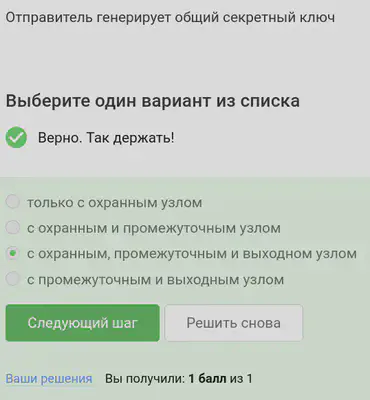 Отправитель генерирует общий секретный ключ
Выберите один вариант из списка
Верно. Так держать!
только с охранным узлом
с охранным и промежуточным узлом
с охранным, промежуточным и выходном узлом
с промежуточным и выходным узлом
Следующий шаг
Решить снова
Ваши решения Вы получили: 1 балл из 1